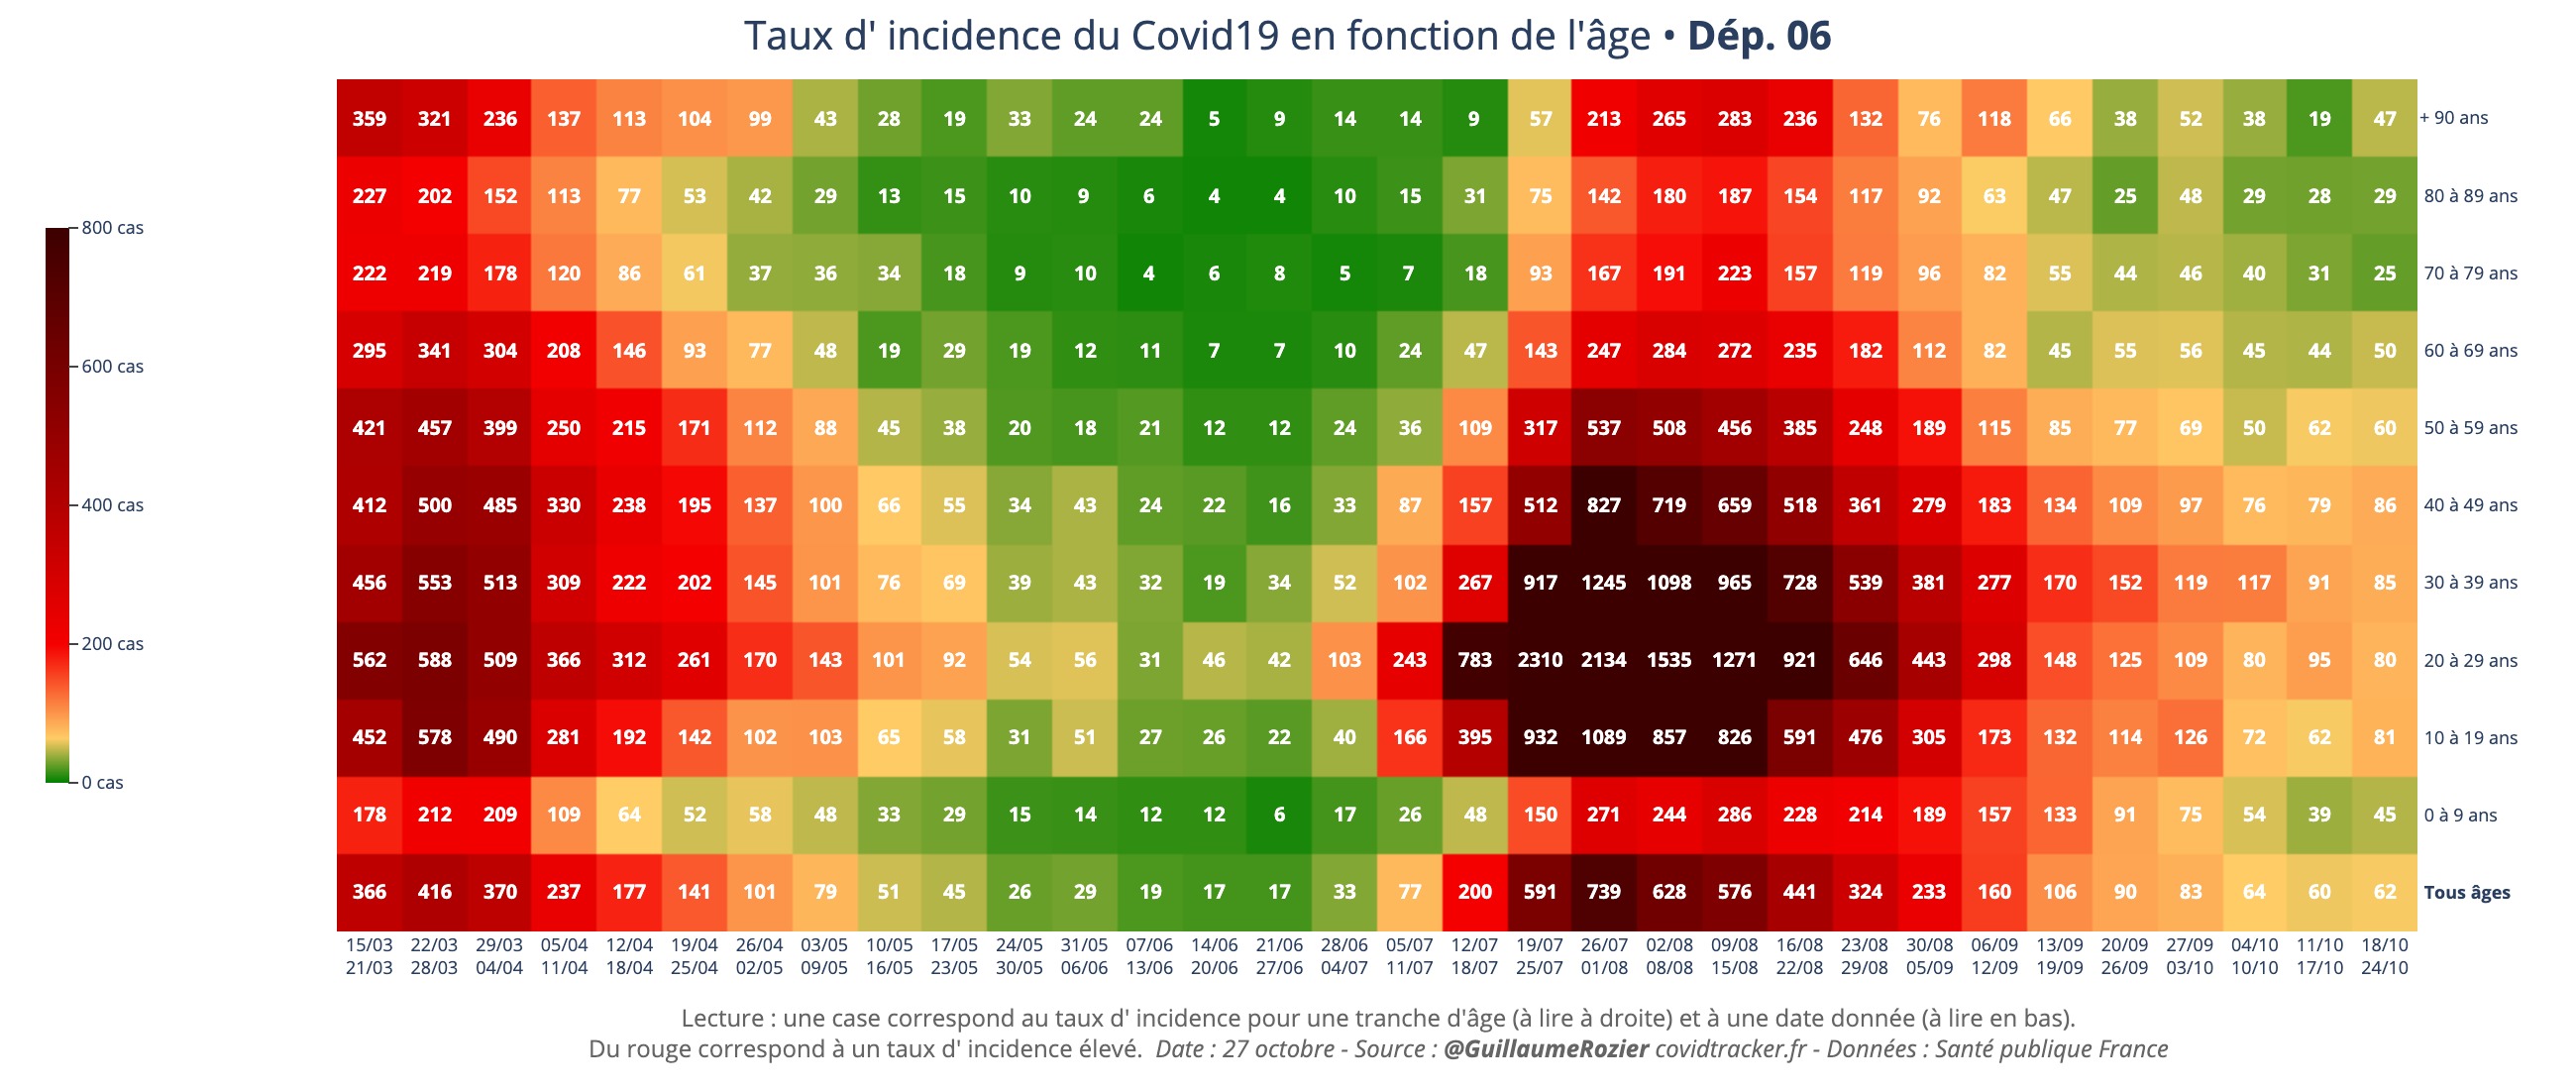 Taux d' incidence du Covid19 en fonction de l'âge • Dép. 06
359 321 236 137 113 104 99 43 28 19 33 24 24 5 9 14 14 9 57 213 265 283 236 132 76 118 66 38 52 38 19 47 + 90 ans
227 202 152 113 77 53 42 29 13 15 10 9 6 4 4 10 15 31 75 142 180 187 154 117 92 63 47 25 48 29 28 29 80 à 89 ans
800 cas
222 219 178 120 86 61 37 36 34 18 9 10 4 6 8 5 7 18 93 167 191 223 157 119 96 82 55 44 46 40 31 25 70 à 79 ans
295 341 304 208 146 93 77 48 19 29 19 12 11 7 7 10 24 47 143 247 284 272 235 182 112 82 45 55 56 45 44 50 60 à 69 ans
600 cas
421 457 399 250 215 171 112 88 45 38 20 18 21 12 12 24 36 109 317 537 508 456 385 248 189 115 85 77 69 50 62 60 50 à 59 ans
400 cas
412 500 485 330 238 195 137 100 66 55 34 43 24 22 16 33 87 157 512 827 719 659 518 361 279 183 134 109 97 76 79 86 40 à 49 ans
456 553 513 309 222 202 145 101 76 69 39 43 32 19 34 52 102 267 917 1245 1098 965 728 539 381 277 170 152 119 117 91 85 30 à 39 ans
200 cas
562 588 509 366 312 261 170 143 101 92 54 56 31 46 42 103 243 783 2310 2134 1535 1271 921 646 443 298 148 125 109 80 95 80 20 à 29 ans
452 578 490 281 192 142 102 103 65 58 31 51 27 26 22 40 166 395 932 1089 857 826 591 476 305 173 132 114 126 72 62 81 10 à 19 ans
0 cas
178 212 209 109 64 52 58 48 33 29 15 14 12 12 6 17 26 48 150 271 244 286 228 214 189 157 133 91 75 54 39 45 0 à 9 ans
366 416 370 237 177 141 101 79 51 45 26 29 19 17 17 33 77 200 591 739 628 576 441 324 233 160 106 90 83 64 60 62 Tous âges
15/03 22/03 29/03 05/04 12/04 19/04 26/04 03/05 10/05 17/05 24/05 31/05 07/06 14/06 21/06 28/06 05/07 12/07 19/07 26/07 02/08 09/08 16/08 23/08 30/08 06/09 13/09 20/09 27/09 04/10 11/10 18/10
21/03 28/03 04/04 11/04 18/04 25/04 02/05 09/05 16/05 23/05 30/05 06/06 13/06 20/06 27/06 04/07 11/07 18/07 25/07 01/08 08/08 15/08 22/08 29/08 05/09 12/09 19/09 26/09 03/10 10/10 17/10 24/10
Lecture : une case correspond au taux d' incidence pour une tranche d'âge (à lire à droite) et à une date donnée (à lire en bas).
Du rouge correspond à un taux d' incidence élevé. Date : 27 octobre - Source : @GuillaumeRozier covidtracker.fr - Données : Santé publique France